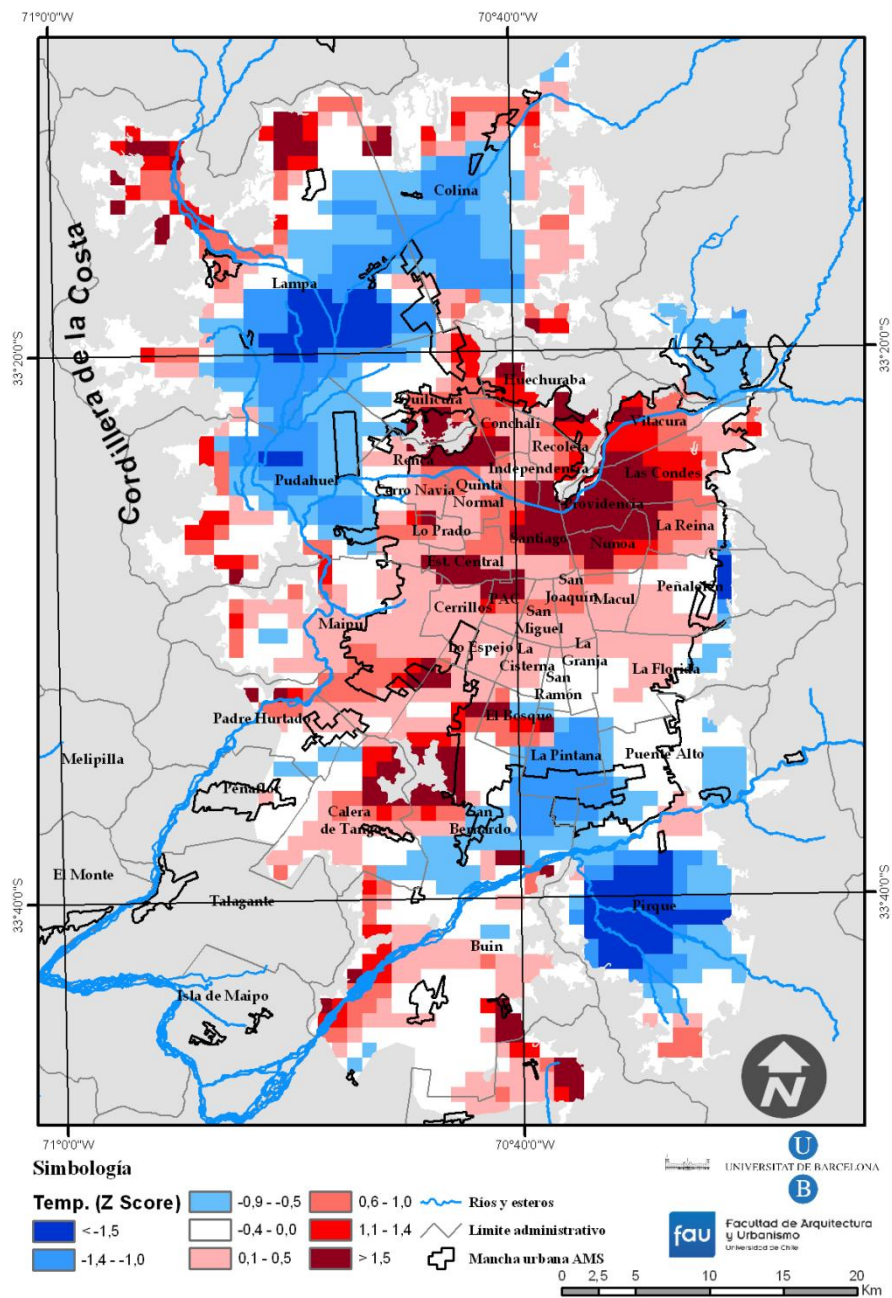 71°0'0"W
70°40'0"W
Colina
Cordillera de la Costa
Lampa
33°20'0"S
33°20'0"S
Huechuraba
Quilicura
Conchalí
Vitacura
Recoleta
Renca
Independencia
Las Condes
Pudahuel
Cerro Navia
Quinta
Normal
Providencia
La Reina
Lo Prado
Santiago
Ñuñoa
Est. Central
San
Joaquín
Peñalolén
PAC
Macul
Cerrillos
San
Miguel
Maipú
Lo Espejo
La
Cisterna
La
Granja
La Florida
San
Ramón
Padre Hurtado
El Bosque
Melipilla
La Pintana
Puente Alto
Peñaflor
Calera
de Tango
San
Bernardo
El Monte
Talagante
33°40'0"S
33°40'0"S
Pirque
Buin
Isla de Maipo
N
71°0'0"W
70°40'0"W
Simbología
Temp. (Z Score)
< -1,5
-1,4 - -1,0
-0,9 - -0,5
-0,4 - 0,0
0,1 - 0,5
0,6 - 1,0
1,1 - 1,4
> 1,5
Ríos y esteros
Límite administrativo
Mancha urbana AMS
UNIVERSITAT DE BARCELONA
U
B
fau
Facultad de Arquitectura
y Urbanismo
Universidad de Chile
0 2,5 5 10 15 20
Km